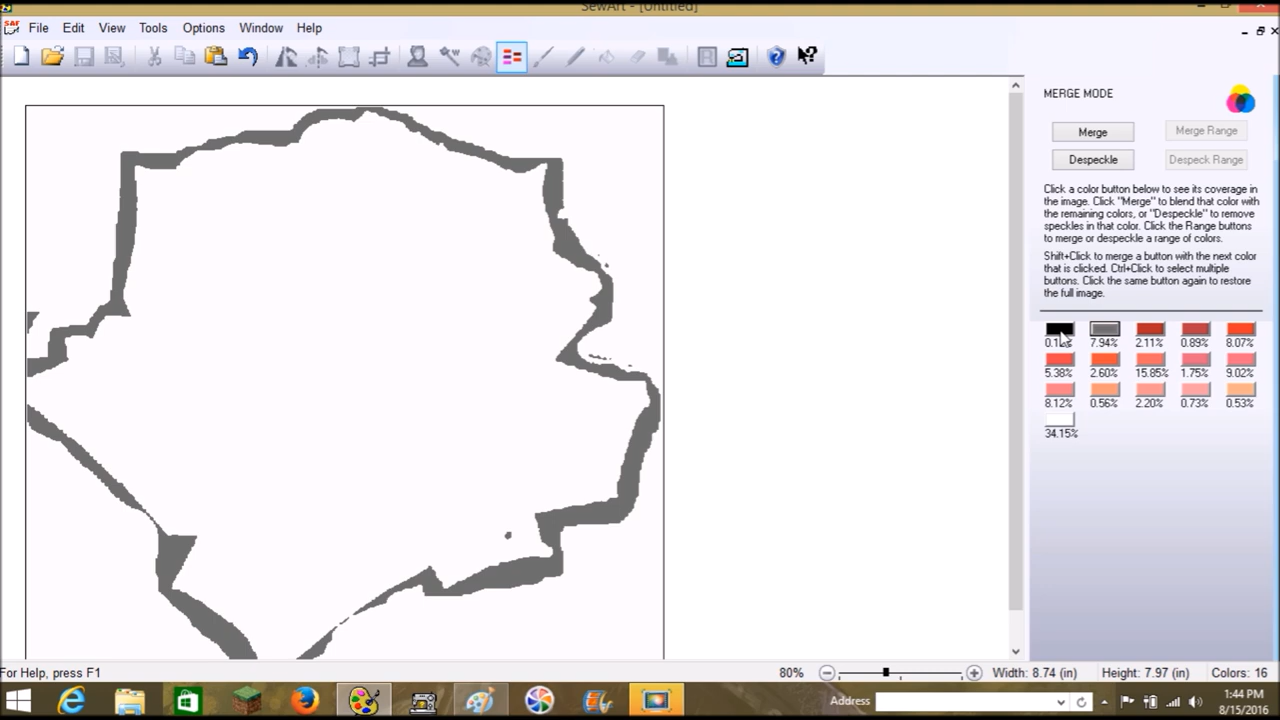 SewArt - [Untitled]
SAF File Edit View Tools Options Window Help
MERGE MODE
Merge Merge Range
Despeckle Despeck Range
Click a color button below to see its coverage in
the image. Click "Merge" to blend that color with
the remaining colors, or "Despeckle" to remove
speckles in that color. Click the Range buttons
to merge or despeckle a range of colors.
Shift+Click to merge a button with the next color
that is clicked. Ctrl+Click to select multiple
buttons. Click the same button again to restore
the full image.
7.94% 2.11% 0.89% 8.07%
5.38% 2.60% 15.85% 1.75% 9.02%
8.12% 0.56% 2.20% 0.73% 0.53%
34.15%
For Help, press F1 80% Width: 8.74 (in) Height: 7.97 (in) Colors: 16
Address
1:44 PM
8/15/2016